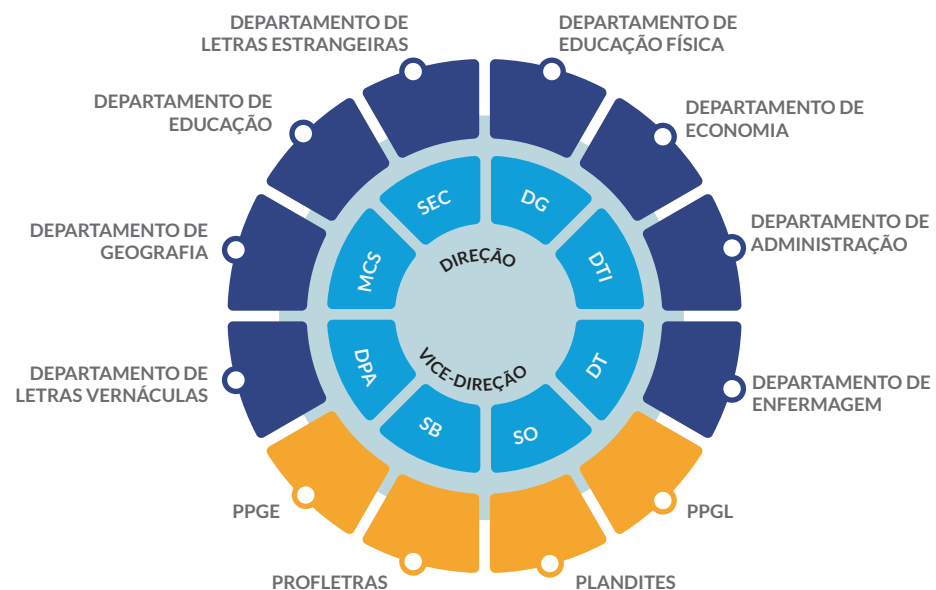 DEPARTAMENTO DE
LETRAS ESTRANGEIRAS
DEPARTAMENTO DE
EDUCAÇÃO FÍSICA
DEPARTAMENTO DE
EDUCAÇÃO
DEPARTAMENTO DE
ECONOMIA
DEPARTAMENTO DE
GEOGRAFIA
DEPARTAMENTO DE
ADMINISTRAÇÃO
DEPARTAMENTO DE
LETRAS VERNÁCULAS
DEPARTAMENTO DE
ENFERMAGEM
SEC
DG
MCS
DTI
DIREÇÃO
VICE-DIREÇÃO
DPA
DT
SB
SO
PPGE
PPGL
PROFLETRAS
PLANDITES